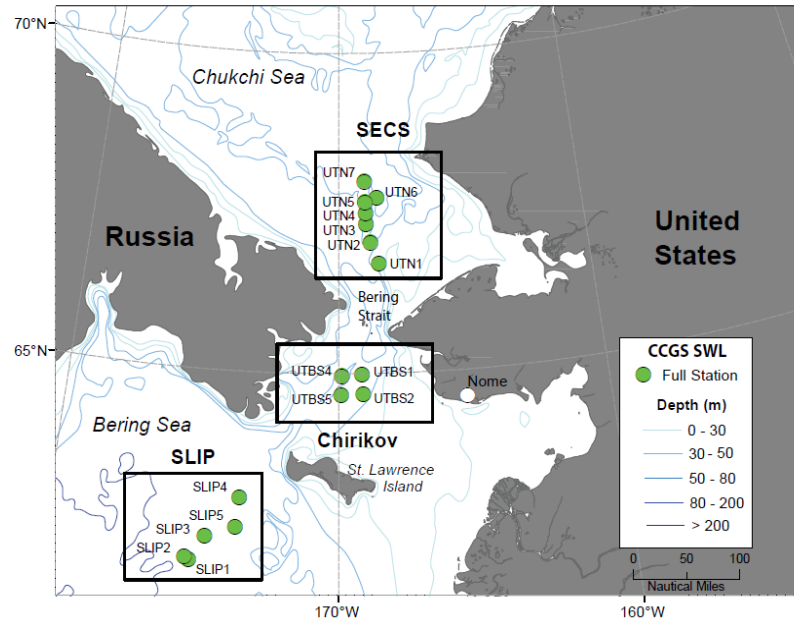 70°N
Chukchi Sea
SECS
UTN7
UTN6
UTN5
UTN4
UTN3
UTN2
UTN1
Russia
United
States
Bering
Strait
65°N
UTBS4
UTBS1
UTBS5
UTBS2
Nome
Chirikov
Bering Sea
SLIP
St. Lawrence
Island
SLIP4
SLIP5
SLIP3
SLIP2
SLIP1
CCGS SWL
Full Station
Depth (m)
0 - 30
30 - 50
50 - 80
80 - 200
> 200
0 50 100
Nautical Miles
170°W
160°W